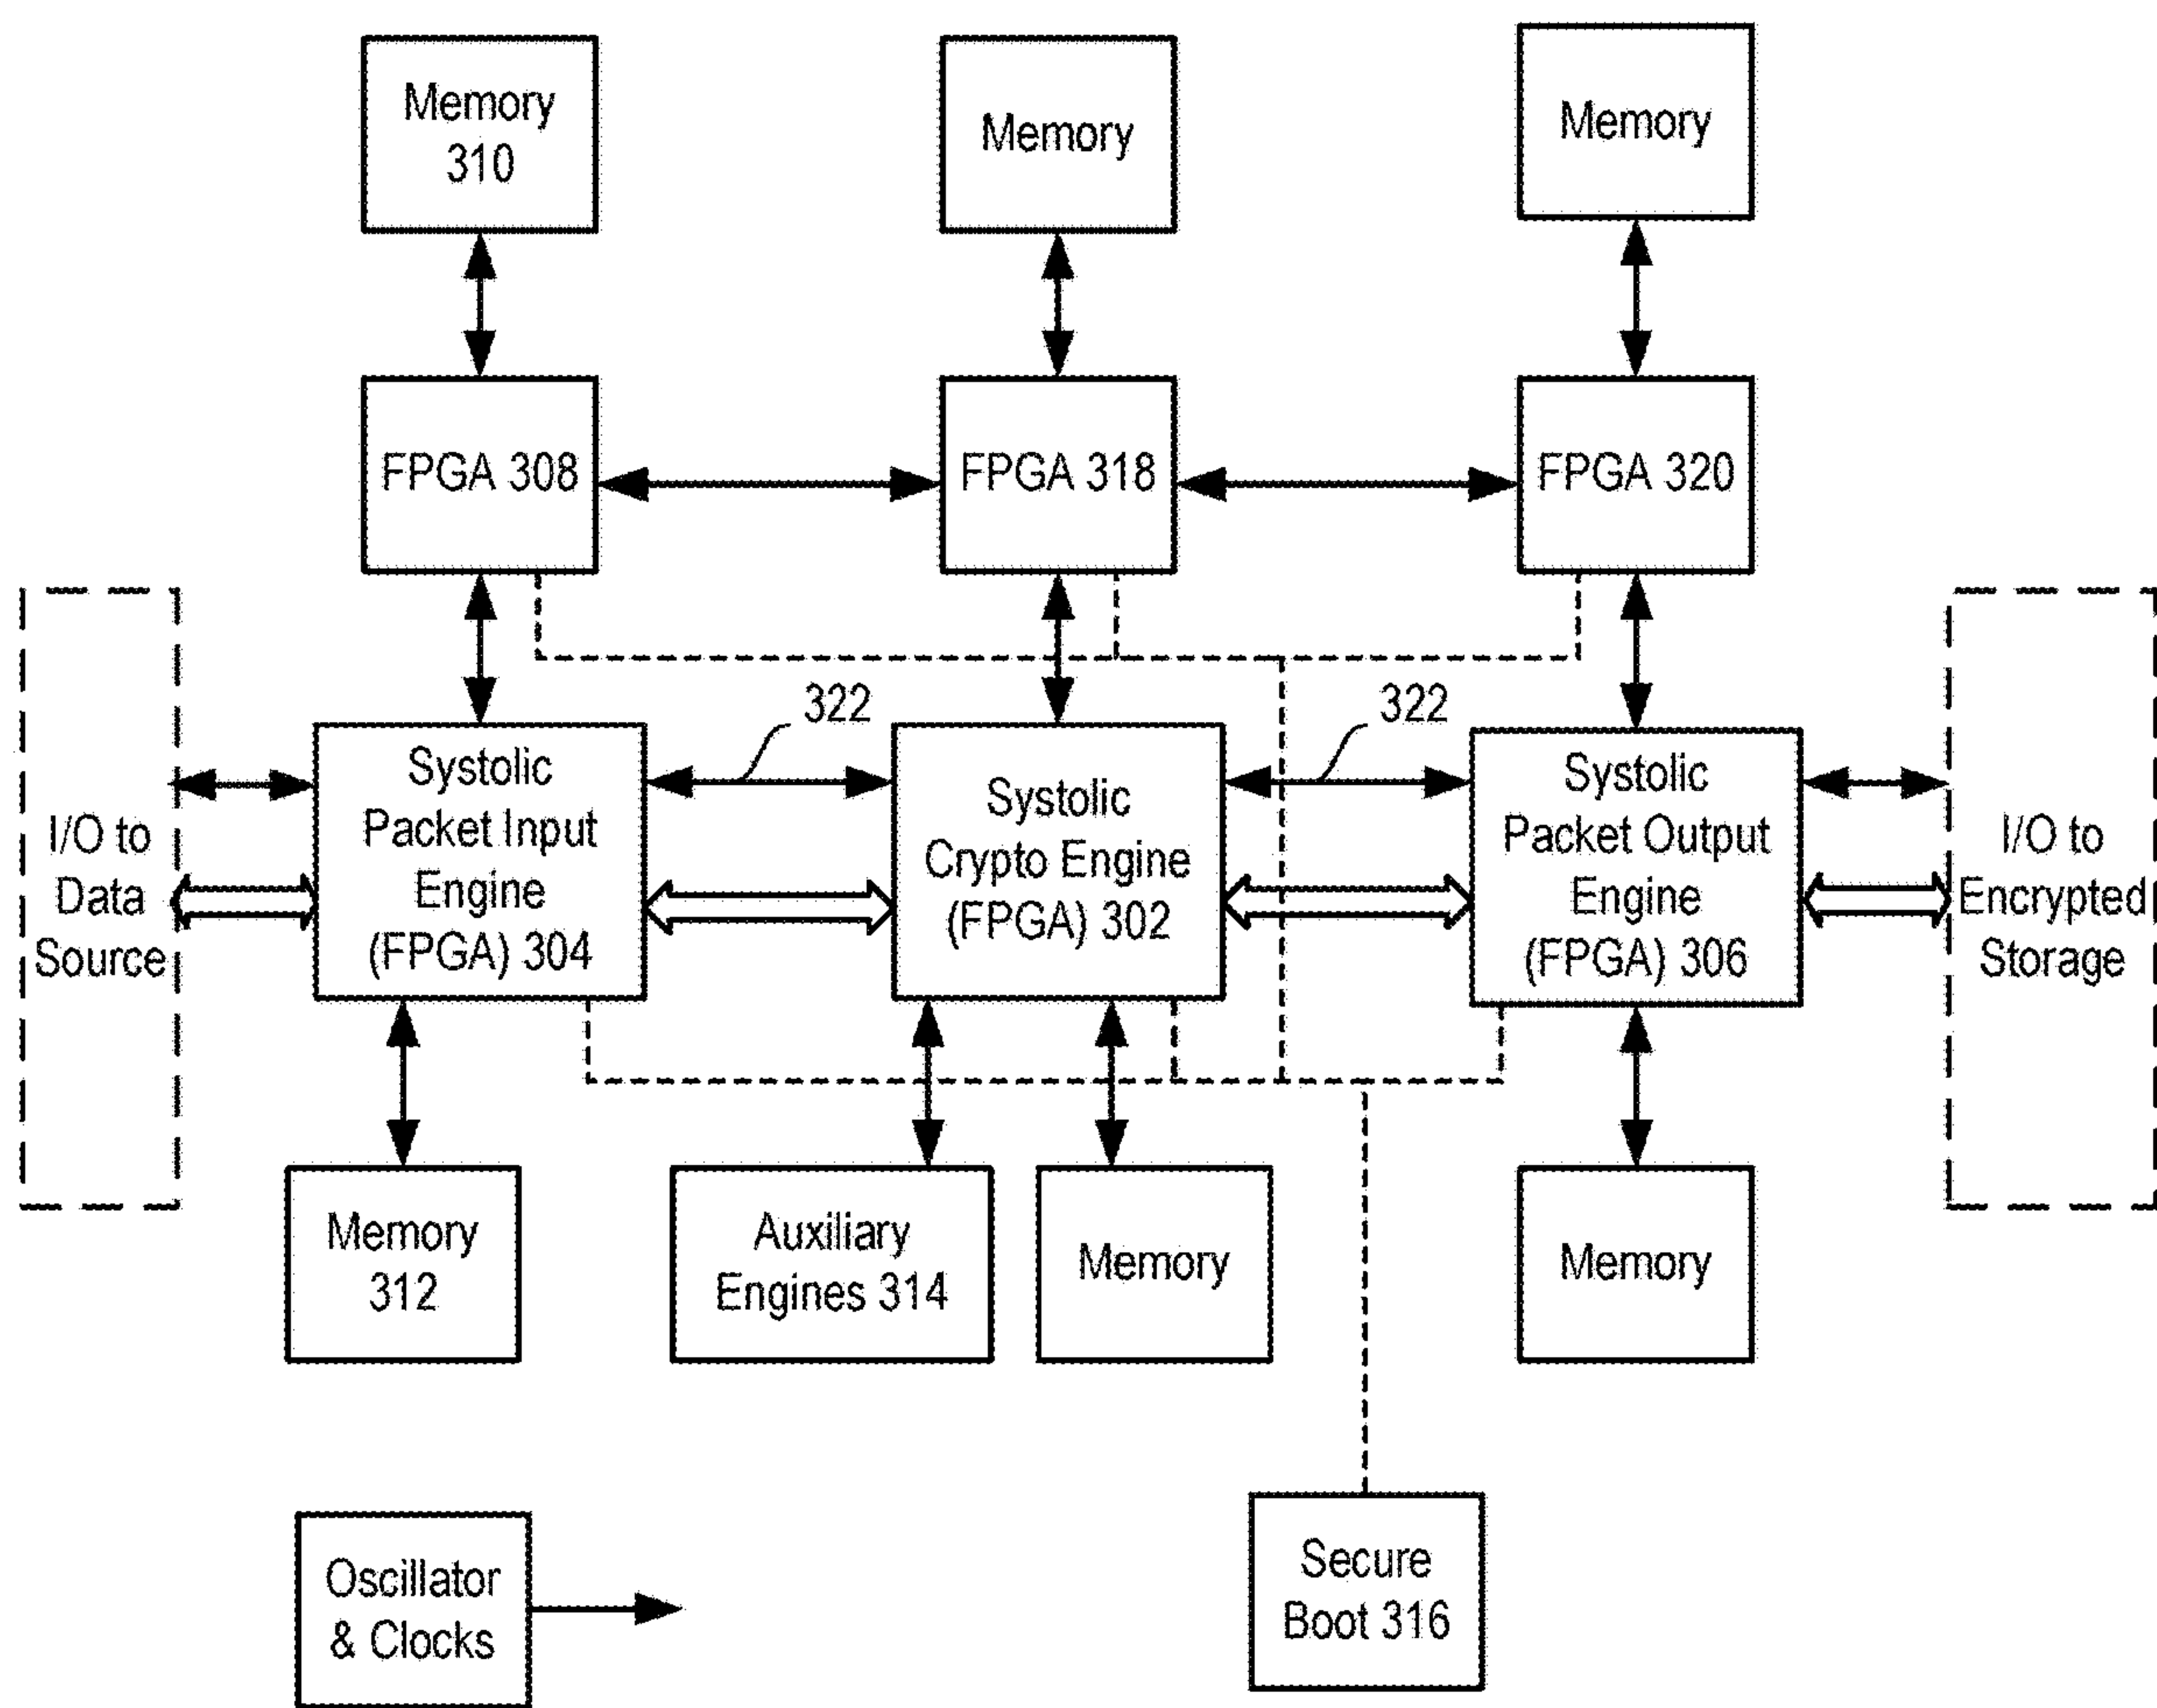 Memory
310
Memory
Memory
FPGA 308
FPGA 318
FPGA 320
322
322
I/O to
Data
Source
Systolic
Packet Input
Engine
(FPGA) 304
Systolic
Crypto Engine
(FPGA) 302
Systolic
Packet Output
Engine
(FPGA) 306
I/O to
Encrypted
Storage
Memory
312
Auxiliary
Engines 314
Memory
Memory
Oscillator
& Clocks
Secure
Boot 316